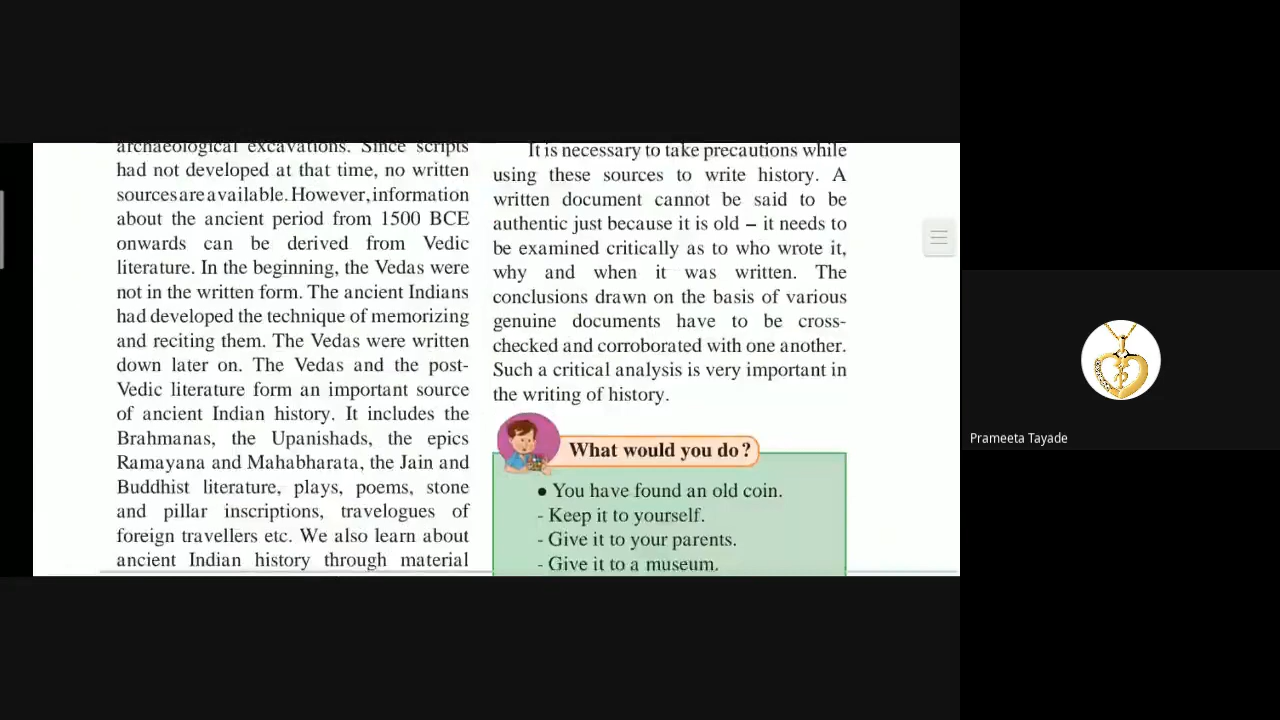 archaeological excavations. Since scripts
had not developed at that time, no written
sources are available. However, information
about the ancient period from 1500 BCE
onwards can be derived from Vedic
literature. In the beginning, the Vedas were
not in the written form. The ancient Indians
had developed the technique of memorizing
and reciting them. The Vedas were written
down later on. The Vedas and the post-
Vedic literature form an important source
of ancient Indian history. It includes the
Brahmanas, the Upanishads, the epics
Ramayana and Mahabharata, the Jain and
Buddhist literature, plays, poems, stone
and pillar inscriptions, travelogues of
foreign travellers etc. We also learn about
ancient Indian history through material
It is necessary to take precautions while
using these sources to write history. A
written document cannot be said to be
authentic just because it is old – it needs to
be examined critically as to who wrote it,
why and when it was written. The
conclusions drawn on the basis of various
genuine documents have to be cross-
checked and corroborated with one another.
Such a critical analysis is very important in
the writing of history.
What would you do?
● You have found an old coin.
- Keep it to yourself.
- Give it to your parents.
- Give it to a museum.
Prameeta Tayade